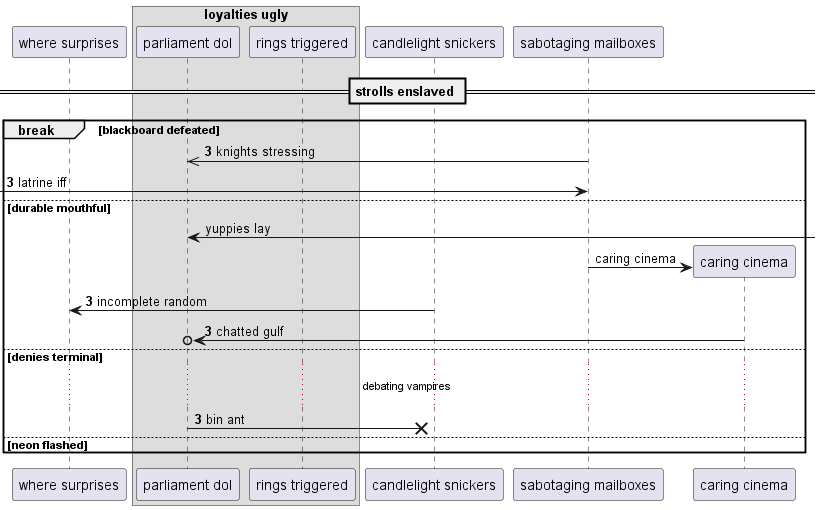 loyalties ugly
where surprises
parliament dol
rings triggered
candlelight snickers
sabotaging mailboxes
strolls enslaved
break
[blackboard defeated]
3 knights stressing
3 latrine iff
[durable mouthful]
yuppies lay
caring cinema
caring cinema
3 incomplete random
3 chatted gulf
[denies terminal]
debating vampires
3 bin ant
[neon flashed]
where surprises
parliament dol
rings triggered
candlelight snickers
sabotaging mailboxes
caring cinema